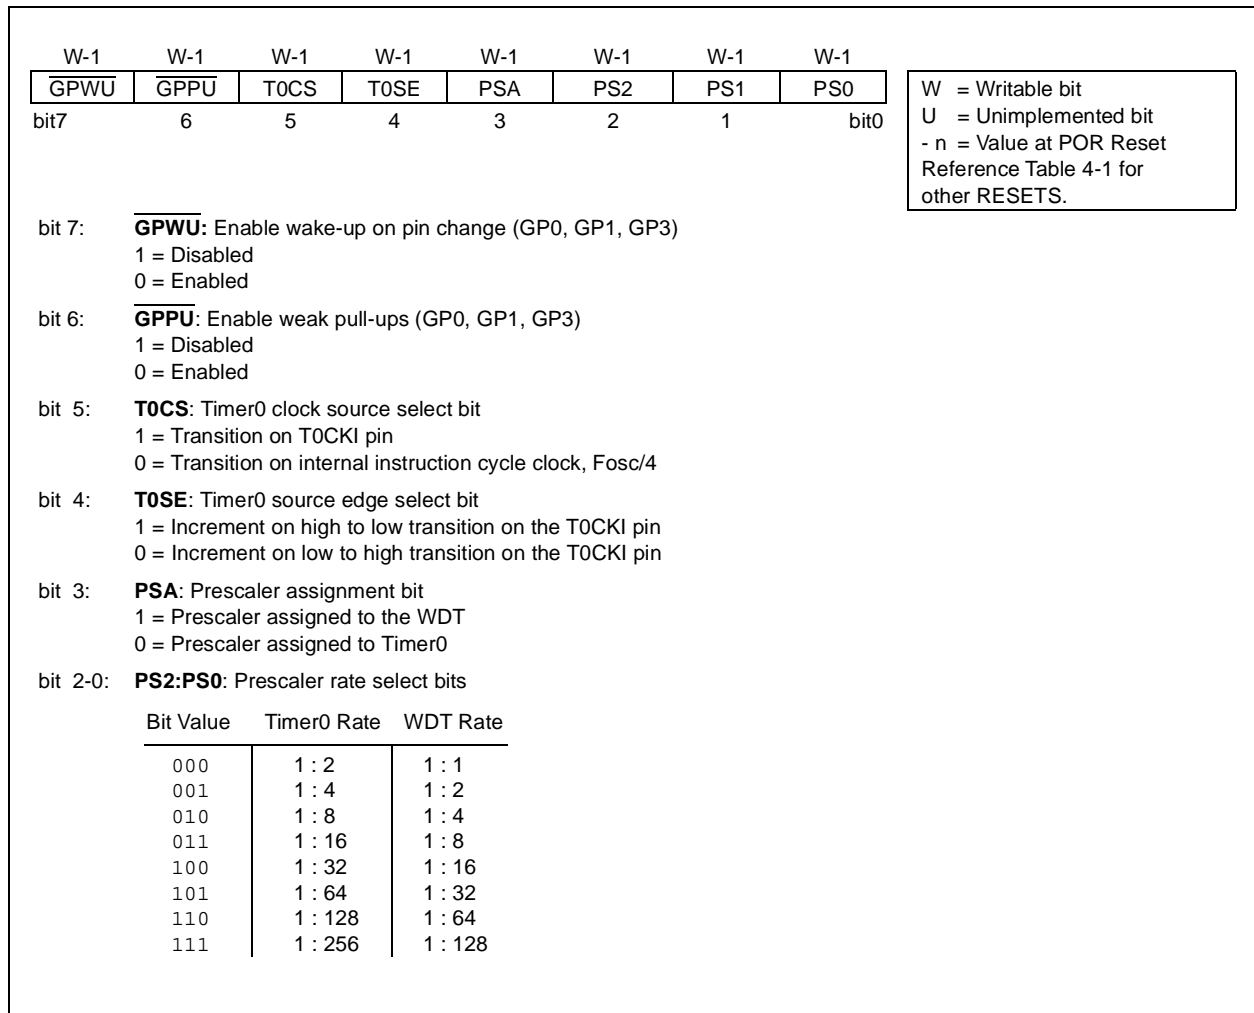 W-1 W-1 W-1 W-1 W-1 W-1 W-1 W-1
GPWU GPPU T0CS T0SE PSA PS2 PS1 PS0
bit7 6 5 4 3 2 1 bit0
W = Writable bit
U = Unimplemented bit
- n = Value at POR Reset
Reference Table 4-1 for
other RESETS.
bit 7: GPWU: Enable wake-up on pin change (GP0, GP1, GP3)
1 = Disabled
0 = Enabled
bit 6: GPPU: Enable weak pull-ups (GP0, GP1, GP3)
1 = Disabled
0 = Enabled
bit 5: T0CS: Timer0 clock source select bit
1 = Transition on T0CKI pin
0 = Transition on internal instruction cycle clock, Fosc/4
bit 4: T0SE: Timer0 source edge select bit
1 = Increment on high to low transition on the T0CKI pin
0 = Increment on low to high transition on the T0CKI pin
bit 3: PSA: Prescaler assignment bit
1 = Prescaler assigned to the WDT
0 = Prescaler assigned to Timer0
bit 2-0: PS2:PS0: Prescaler rate select bits
Bit Value Timer0 Rate WDT Rate
000 1 : 2 1 : 1
001 1 : 4 1 : 2
010 1 : 8 1 : 4
011 1 : 16 1 : 8
100 1 : 32 1 : 16
101 1 : 64 1 : 32
110 1 : 128 1 : 64
111 1 : 256 1 : 128